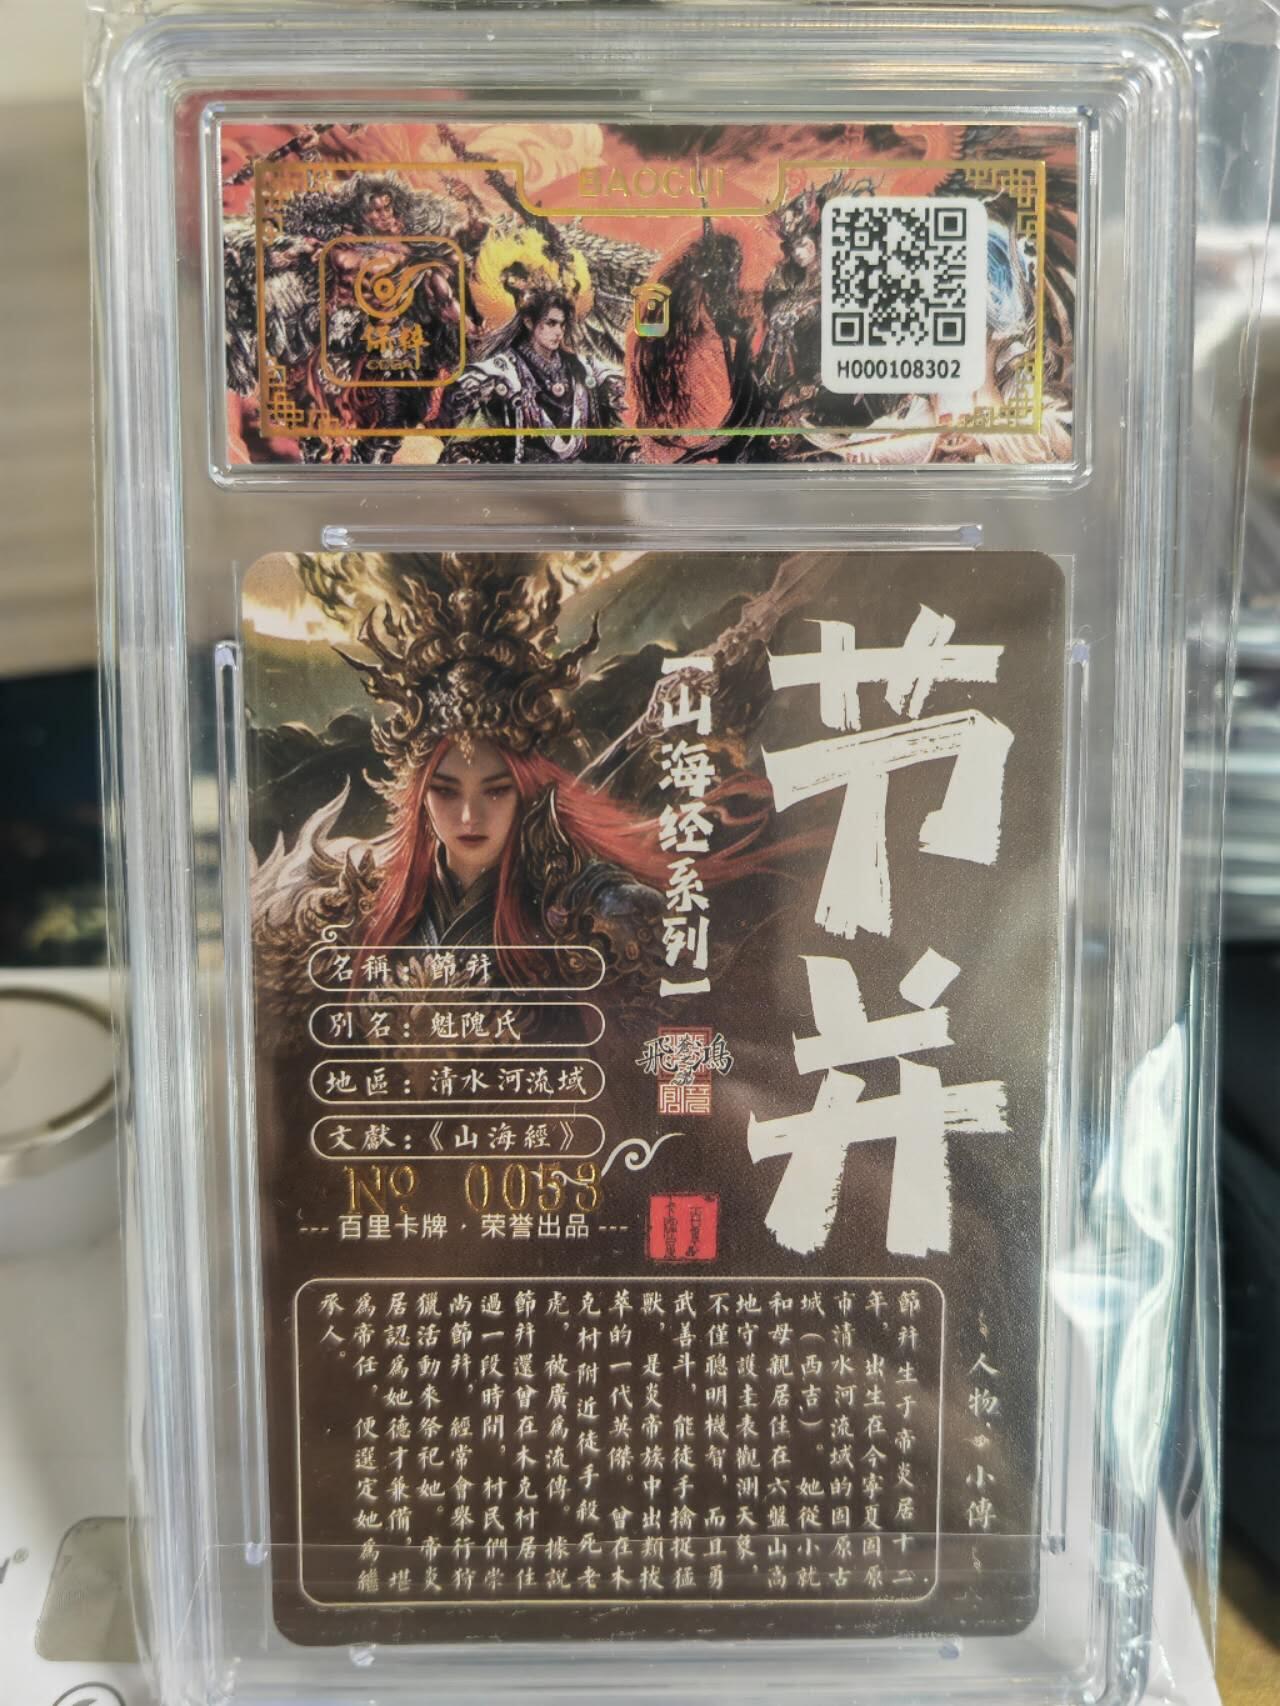 BAOCUI
保粹
H000108302
节并
【山海经系列】
飛鴻
名稱：節并
別名：魁隗氏
地區：清水河流域
文獻：《山海經》
№ 0053
--- 百里卡牌 · 荣誉出品 ---
人物·小傳
節并生于帝炎居十二
年，出生在今寧夏固原
市清水河流域的固原古
城（西吉）。她從小就
和母親居住在六盤山高
地守護圭表觀測天象，
不僅聰明機智，而且勇
武善斗，能徒手擒捉猛
獸，是炎帝族中出類拔
萃的一代英傑。曾在木
克村附近徒手殺死老
虎，被廣爲流傳。據說
節并還曾在木克村居住
過一段時間，村民們崇
尚節并，經常會舉行狩
獵活動來祭祀她。帝炎
居認爲她德才兼備，堪
爲帝任，便選定她爲繼
承人。